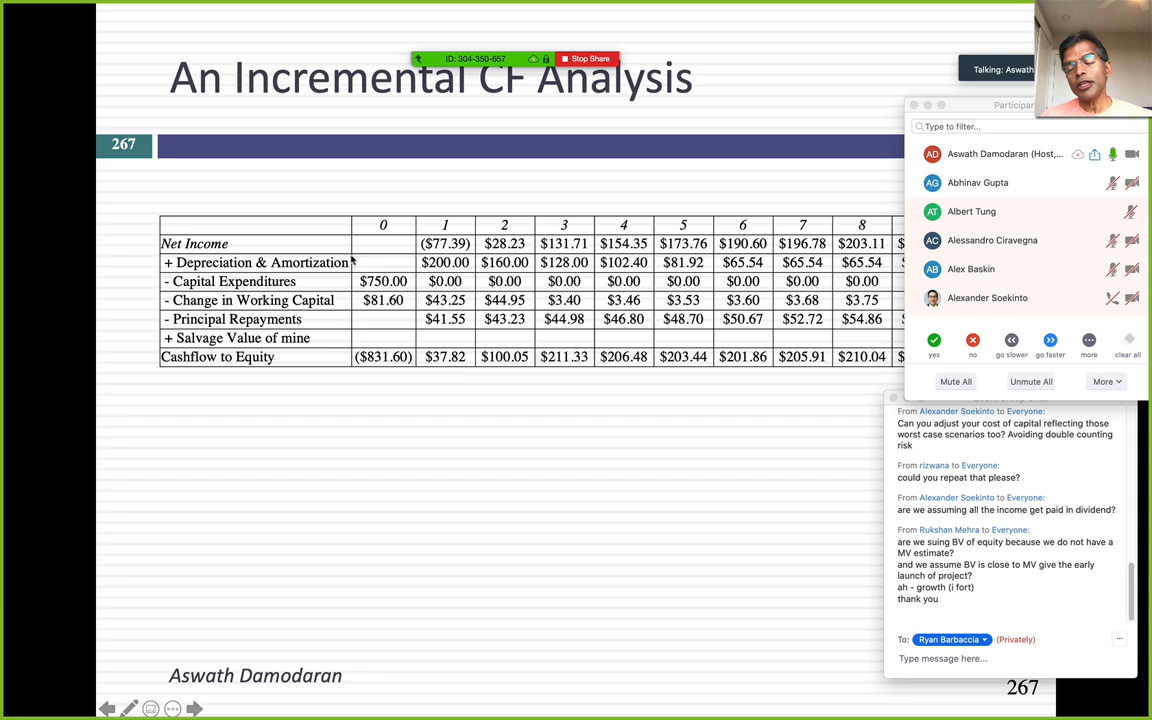 ID: 304-350-657 Stop Share
An Incremental CF Analysis
267
0 1 2 3 4 5 6 7 8
Net Income ($77.39) $28.23 $131.71 $154.35 $173.76 $190.60 $196.78 $203.11 $
+ Depreciation & Amortization $200.00 $160.00 $128.00 $102.40 $81.92 $65.54 $65.54 $65.54
- Capital Expenditures $750.00 $0.00 $0.00 $0.00 $0.00 $0.00 $0.00 $0.00 $0.00
- Change in Working Capital $81.60 $43.25 $44.95 $3.40 $3.46 $3.53 $3.60 $3.68 $3.75
- Principal Repayments $41.55 $43.23 $44.98 $46.80 $48.70 $50.67 $52.72 $54.86
+ Salvage Value of mine
Cashflow to Equity ($831.60) $37.82 $100.05 $211.33 $206.48 $203.44 $201.86 $205.91 $210.04 $
Aswath Damodaran
267
Talking: Aswath
Participan
Type to filter...
AD Aswath Damodaran (Host,...
AG Abhinav Gupta
AT Albert Tung
AC Alessandro Ciravegna
AB Alex Baskin
Alexander Soekinto
yes no go slower go faster more clear all
Mute All Unmute All More
From Alexander Soekinto to Everyone:
Can you adjust your cost of capital reflecting those
worst case scenarios too? Avoiding double counting
risk
From rizwana to Everyone:
could you repeat that please?
From Alexander Soekinto to Everyone:
are we assuming all the income get paid in dividend?
From Rukshan Mehra to Everyone:
are we suing BV of equity because we do not have a
MV estimate?
and we assume BV is close to MV give the early
launch of project?
ah - growth (i fort)
thank you
To: Ryan Barbaccia (Privately)
Type message here...